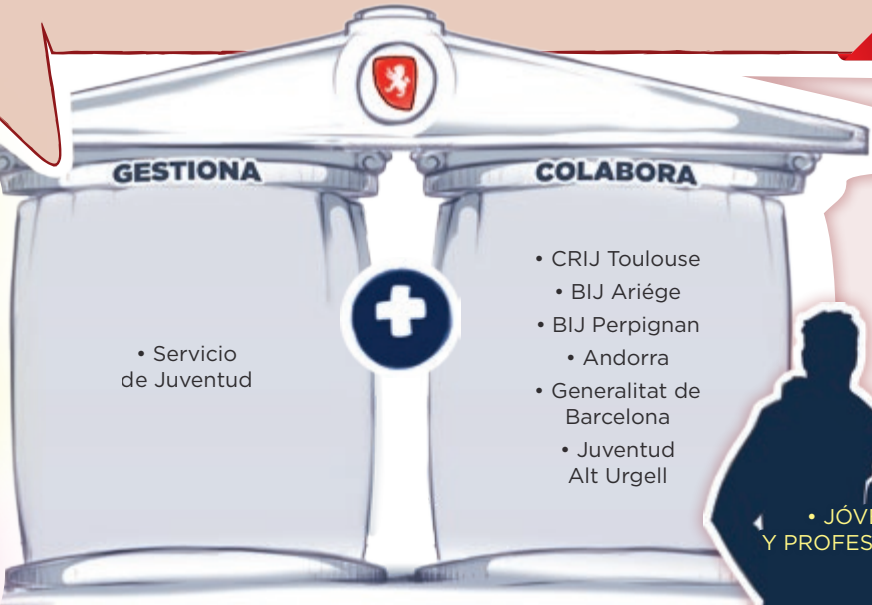 GESTIONA
• Servicio
de Juventud
COLABORA
• CRIJ Toulouse
• BIJ Ariége
• BIJ Perpignan
• Andorra
• Generalitat de
Barcelona
• Juventud
Alt Urgell
•
Y